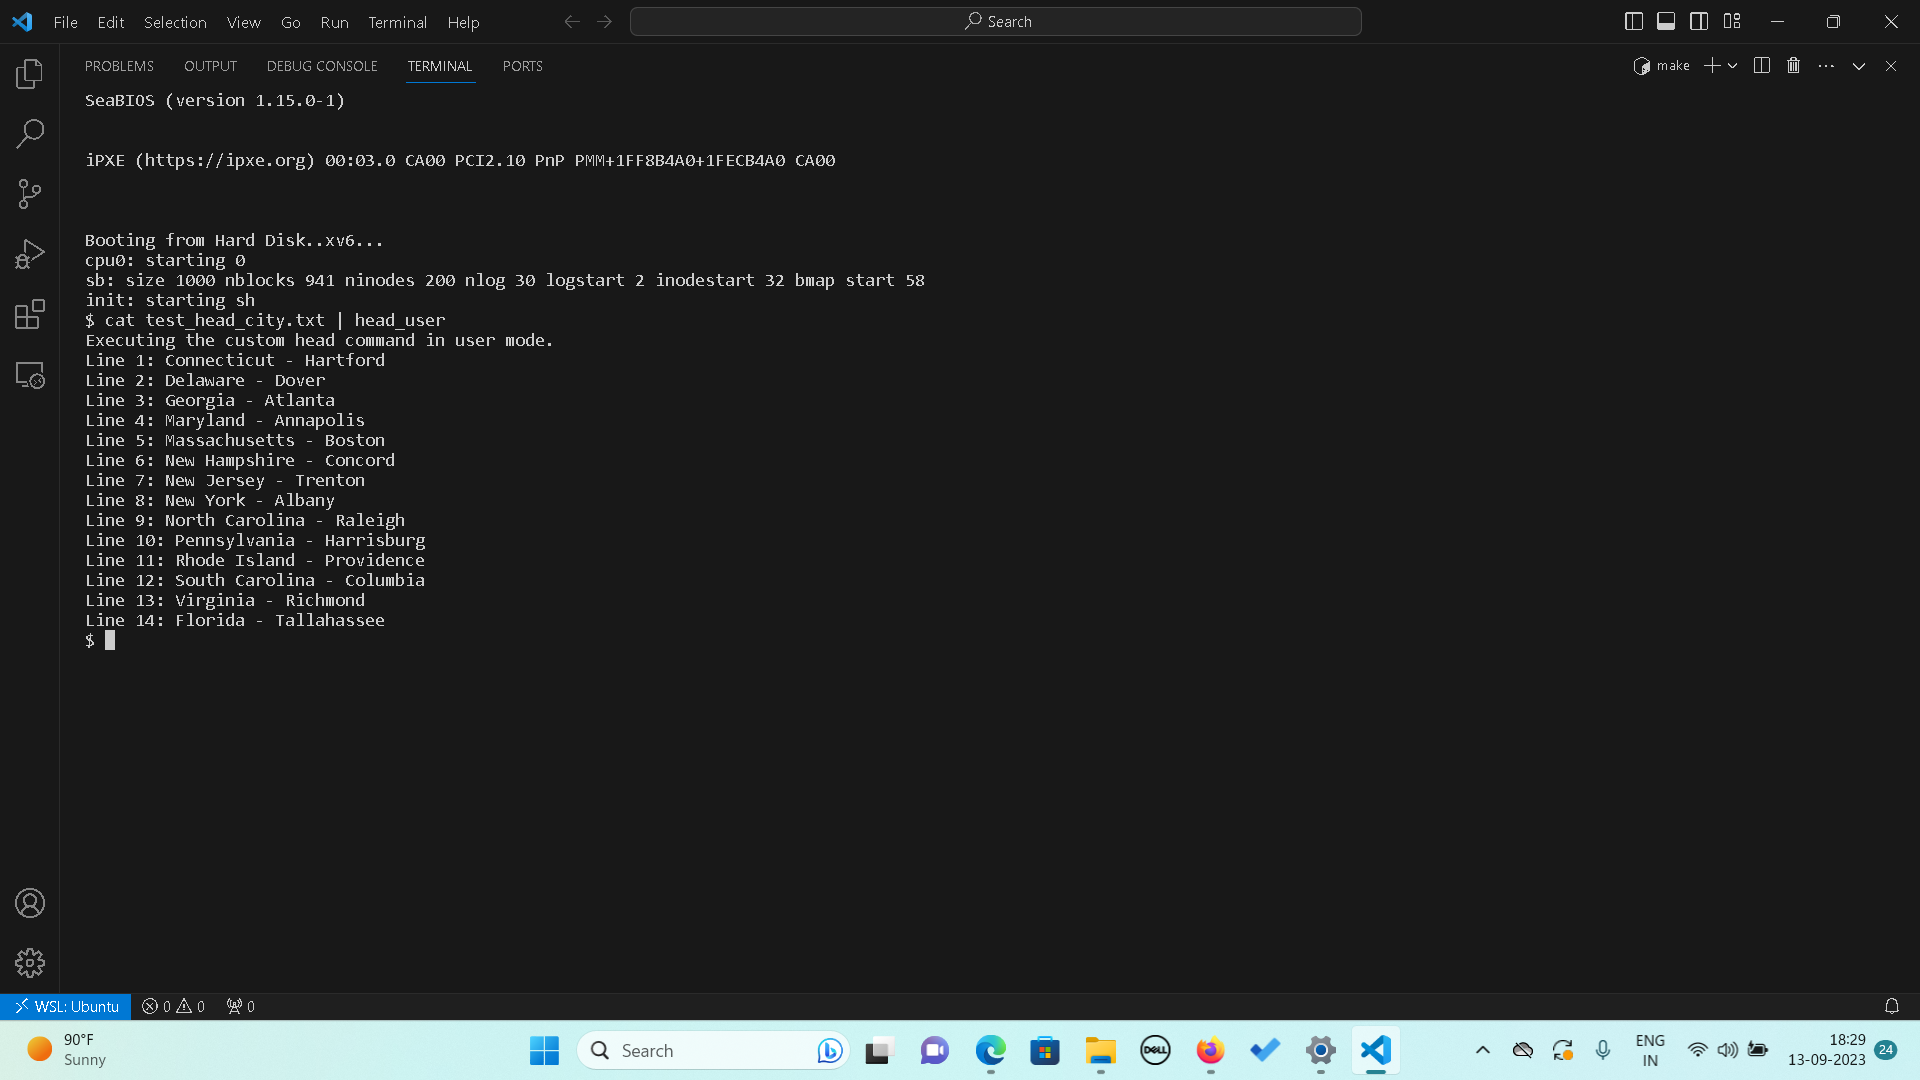 File Edit Selection View Go Run Terminal Help Search
PROBLEMS OUTPUT DEBUG CONSOLE TERMINAL PORTS make
SeaBIOS (version 1.15.0-1)
iPXE (https://ipxe.org) 00:03.0 CA00 PCI2.10 PnP PMM+1FF8B4A0+1FECB4A0 CA00
Booting from Hard Disk..xv6...
cpu0: starting 0
sb: size 1000 nblocks 941 ninodes 200 nlog 30 logstart 2 inodestart 32 bmap start 58
init: starting sh
$ cat test_head_city.txt | head_user
Executing the custom head command in user mode.
Line 1: Connecticut - Hartford
Line 2: Delaware - Dover
Line 3: Georgia - Atlanta
Line 4: Maryland - Annapolis
Line 5: Massachusetts - Boston
Line 6: New Hampshire - Concord
Line 7: New Jersey - Trenton
Line 8: New York - Albany
Line 9: North Carolina - Raleigh
Line 10: Pennsylvania - Harrisburg
Line 11: Rhode Island - Providence
Line 12: South Carolina - Columbia
Line 13: Virginia - Richmond
Line 14: Florida - Tallahassee
$
WSL: Ubuntu 0 0 0
90°F
Sunny
Search
DELL
ENG
IN
18:29
13-09-2023
24